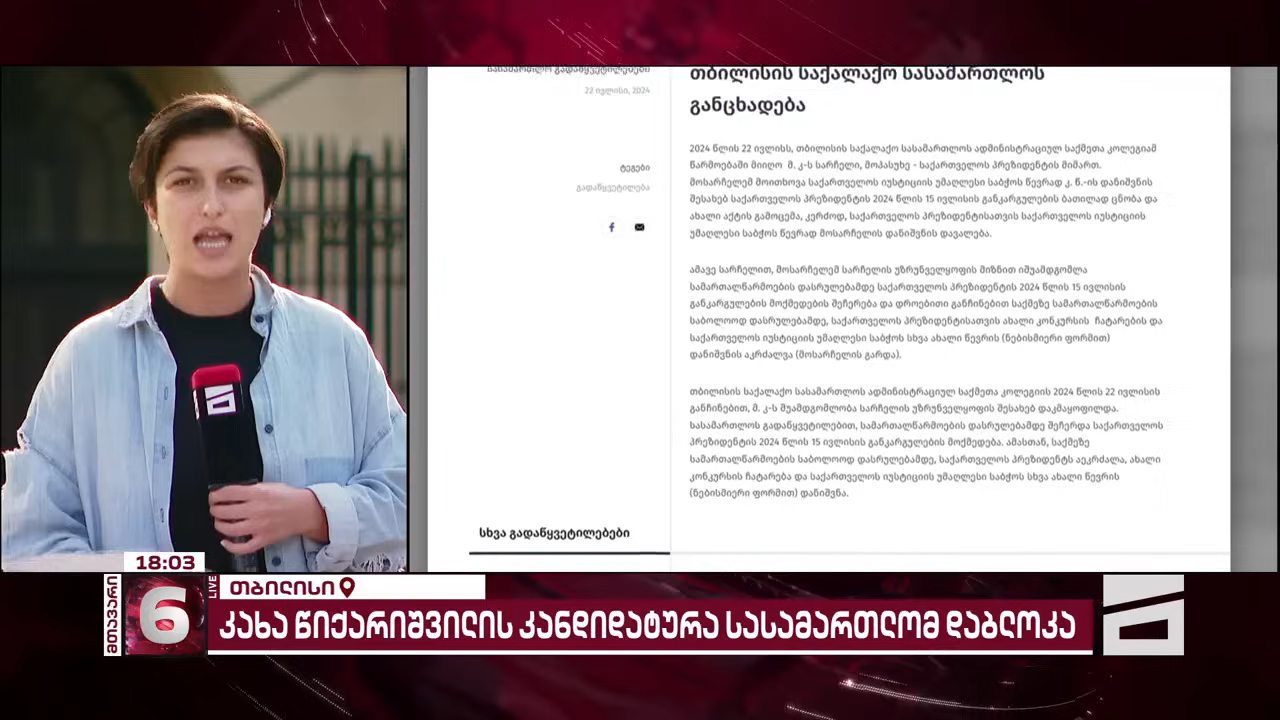 სასამართლო გადაწყვეტილებები
22 ივლისი, 2024
ტეგები
გადაწყვეტილება
თბილისის საქალაქო სასამართლოს
განცხადება
2024 წლის 22 ივლისს, თბილისის საქალაქო სასამართლოს ადმინისტრაციულ საქმეთა კოლეგიამ
წარმოებაში მიიღო მ. კ-ს სარჩელი, მოპასუხე - საქართველოს პრეზიდენტის მიმართ.
მოსარჩელემ მოითხოვა საქართველოს იუსტიციის უმაღლესი საბჭოს წევრად კ. წ.-ის დანიშვნის
შესახებ საქართველოს პრეზიდენტის 2024 წლის 15 ივლისის განკარგულების ბათილად ცნობა და
ახალი აქტის გამოცემა, კერძოდ, საქართველოს პრეზიდენტისათვის საქართველოს იუსტიციის
უმაღლესი საბჭოს წევრად მოსარჩელის დანიშვნის დავალება.
ამავე სარჩელით, მოსარჩელემ სარჩელის უზრუნველყოფის მიზნით იშუამდგომლა
სამართალწარმოების დასრულებამდე საქართველოს პრეზიდენტის 2024 წლის 15 ივლისის
განკარგულების მოქმედების შეჩერება და დროებითი განჩინებით საქმეზე სამართალწარმოების
საბოლოოდ დასრულებამდე, საქართველოს პრეზიდენტისათვის ახალი კონკურსის ჩატარების და
საქართველოს იუსტიციის უმაღლესი საბჭოს სხვა ახალი წევრის (ნებისმიერი ფორმით)
დანიშვნის აკრძალვა (მოსარჩელის გარდა).
თბილისის საქალაქო სასამართლოს ადმინისტრაციულ საქმეთა კოლეგიის 2024 წლის 22 ივლისის
განჩინებით, მ. კ-ს შუამდგომლობა სარჩელის უზრუნველყოფის შესახებ დაკმაყოფილდა.
სასამართლოს გადაწყვეტილებით, სამართალწარმოების დასრულებამდე შეჩერდა საქართველოს
პრეზიდენტის 2024 წლის 15 ივლისის განკარგულების მოქმედება. ამასთან, საქმეზე
სამართალწარმოების საბოლოოდ დასრულებამდე, საქართველოს პრეზიდენტს აეკრძალა, ახალი
კონკურსის ჩატარება და საქართველოს იუსტიციის უმაღლესი საბჭოს სხვა ახალი წევრის
(ნებისმიერი ფორმით) დანიშვნა.
სხვა გადაწყვეტილებები
18:03
მთავარი
6
LIVE
თბილისი
კახა წიქარიშვილის კანდიდატურა სასამართლომ დაბლოკა